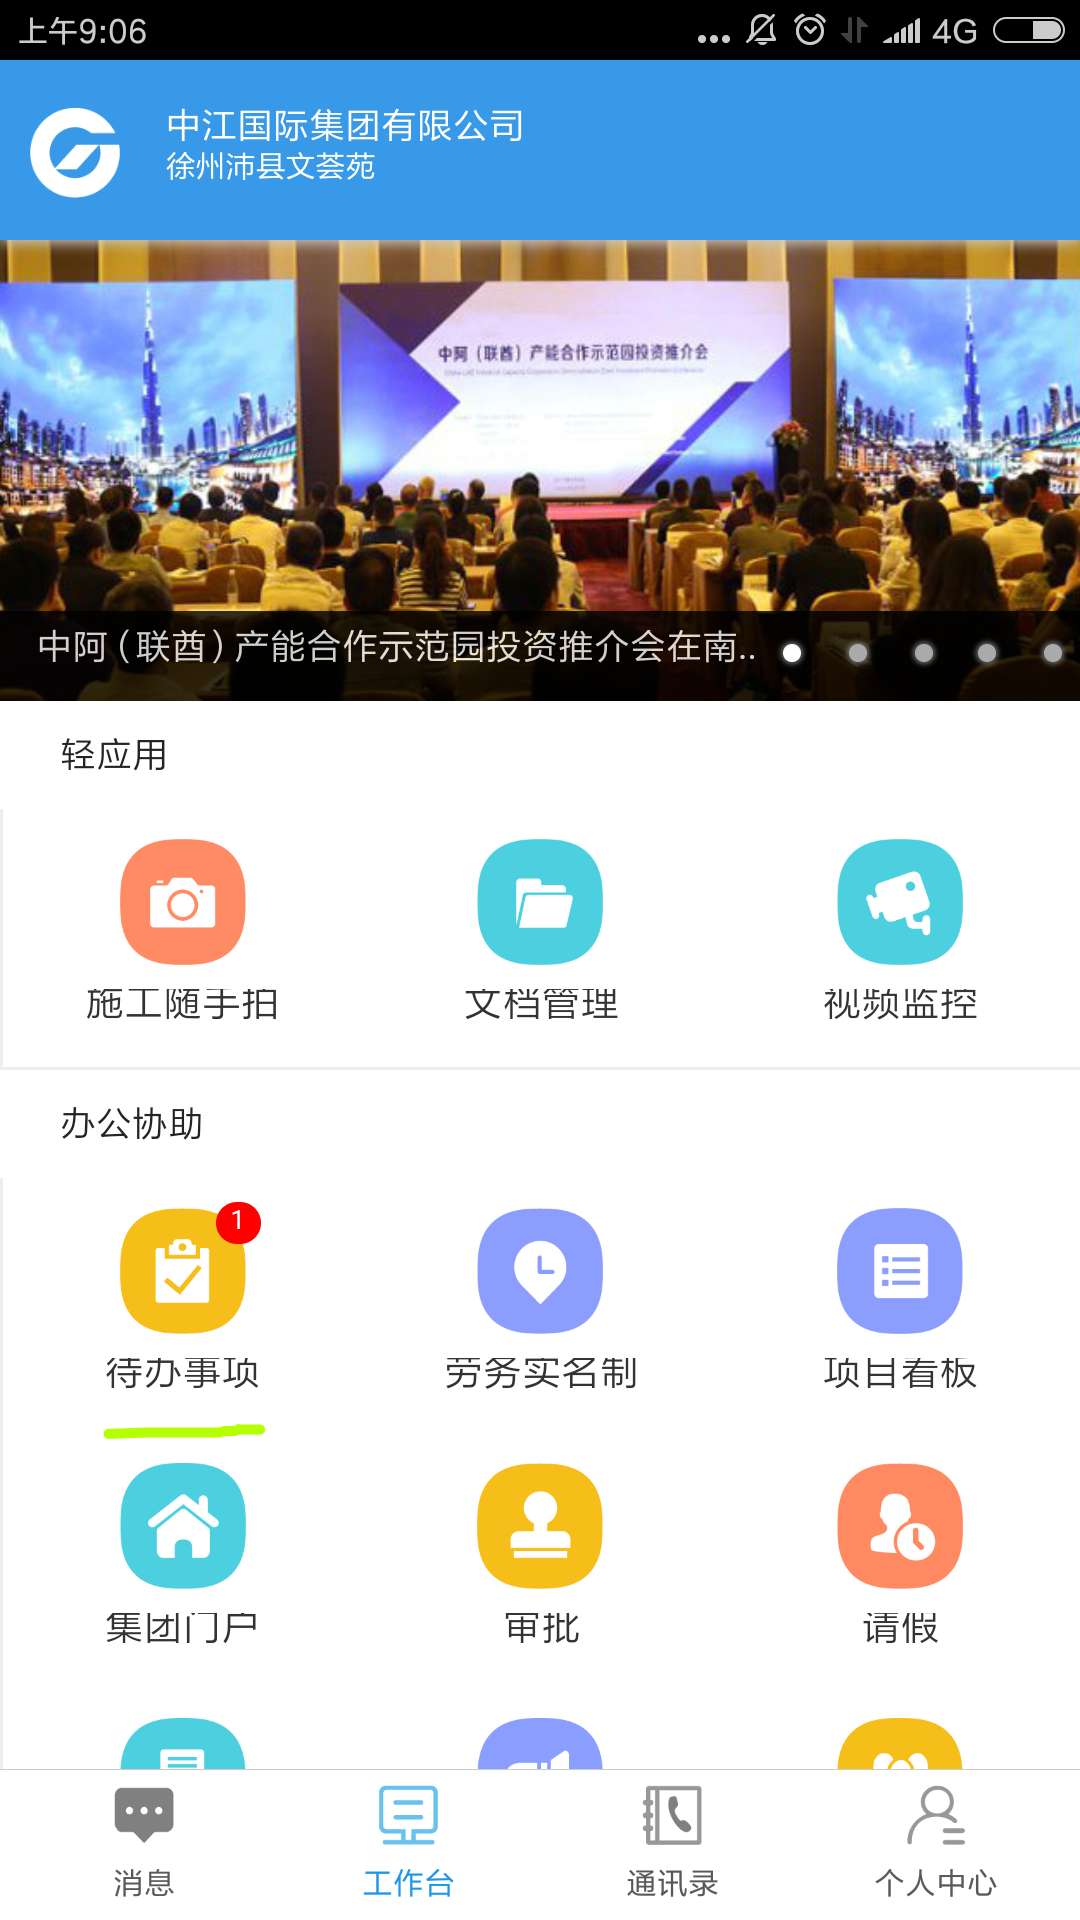 上午9:06
4G
中江国际集团有限公司
徐州沛县文荟苑
中阿（联酋）产能合作示范园投资推介会
中阿（联酋）产能合作示范园投资推介会在南..
轻应用
施工随手拍
文档管理
视频监控
办公协助
1
待办事项
劳务实名制
项目看板
集团门户
审批
请假
消息
工作台
通讯录
个人中心